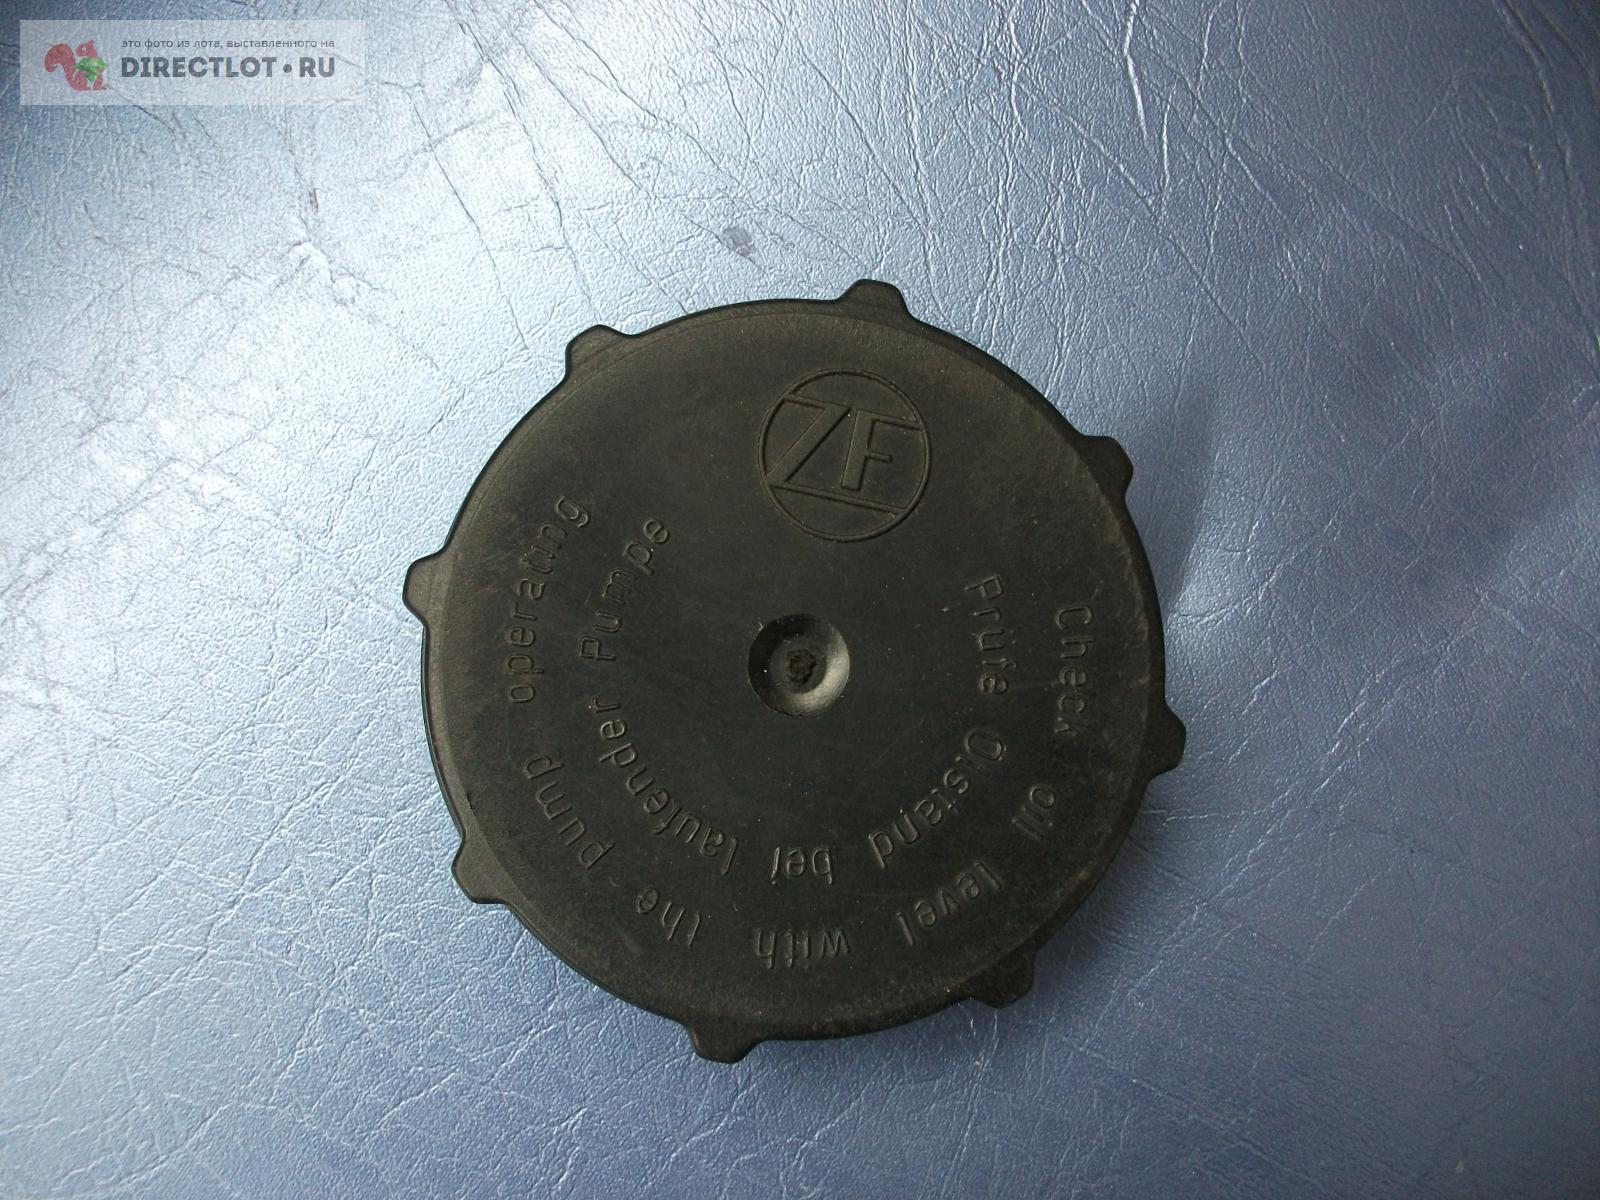 это фото из лота, выставленного на
DIRECTLOT•RU
ZF
Check oil level with the pump operating
Prüfe Ölstand bei laufender Pumpe